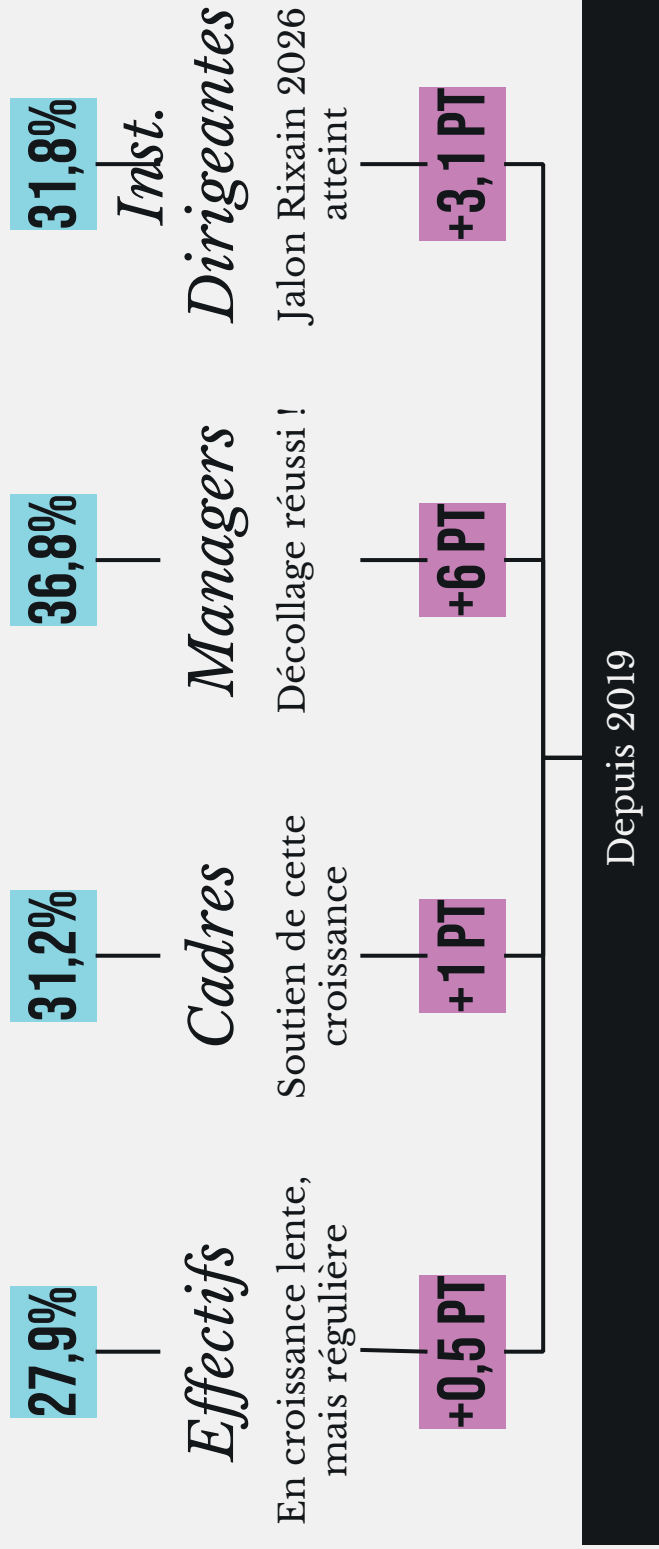 27,9%
Effectifs
En croissance lente,
mais régulière
+0,5 PT
31,2%
Cadres
Soutien de cette
croissance
+1 PT
36,8%
Managers
Décollage réussi !
+6 PT
31,8%
Inst.
Dirigeantes
Jalon Rixain 2026
atteint
+3,1 PT
Depuis 2019